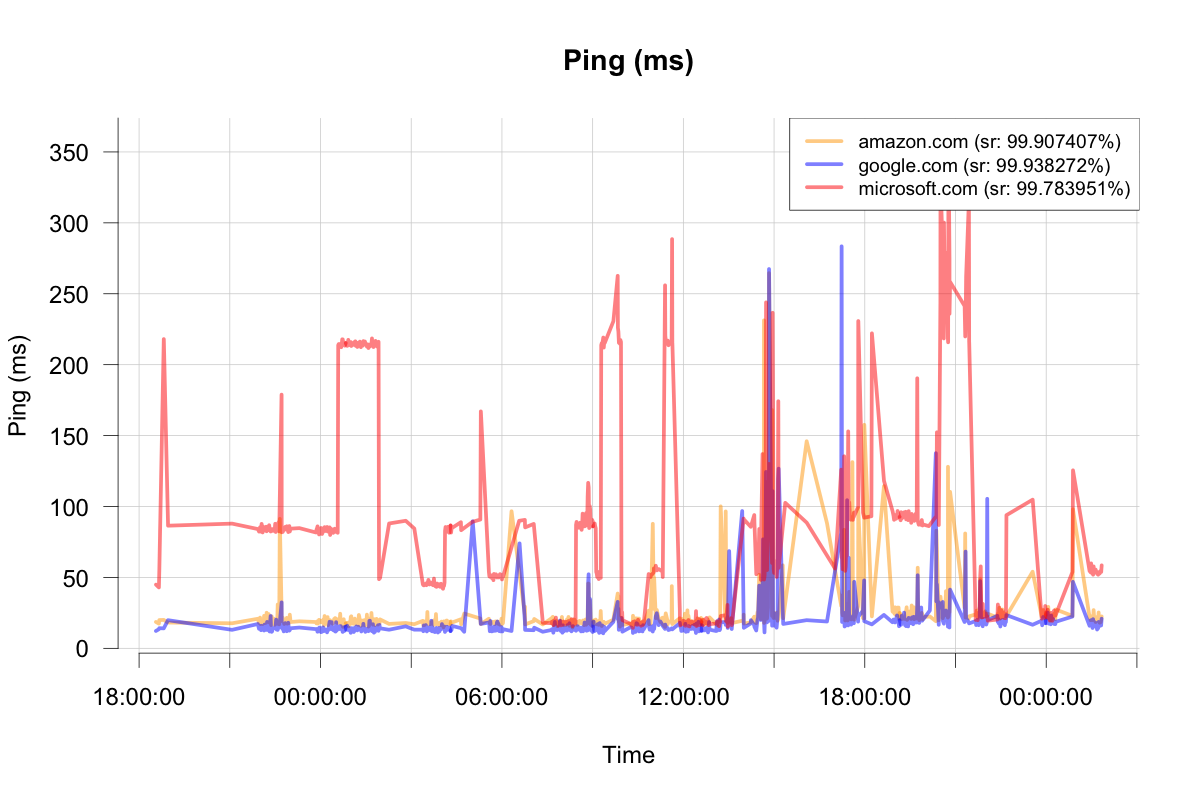 Ping (ms)
amazon.com (sr: 99.907407%)
google.com (sr: 99.938272%)
microsoft.com (sr: 99.783951%)
350
300
250
200
150
100
50
0
Ping (ms)
18:00:00 00:00:00 06:00:00 12:00:00 18:00:00 00:00:00
Time